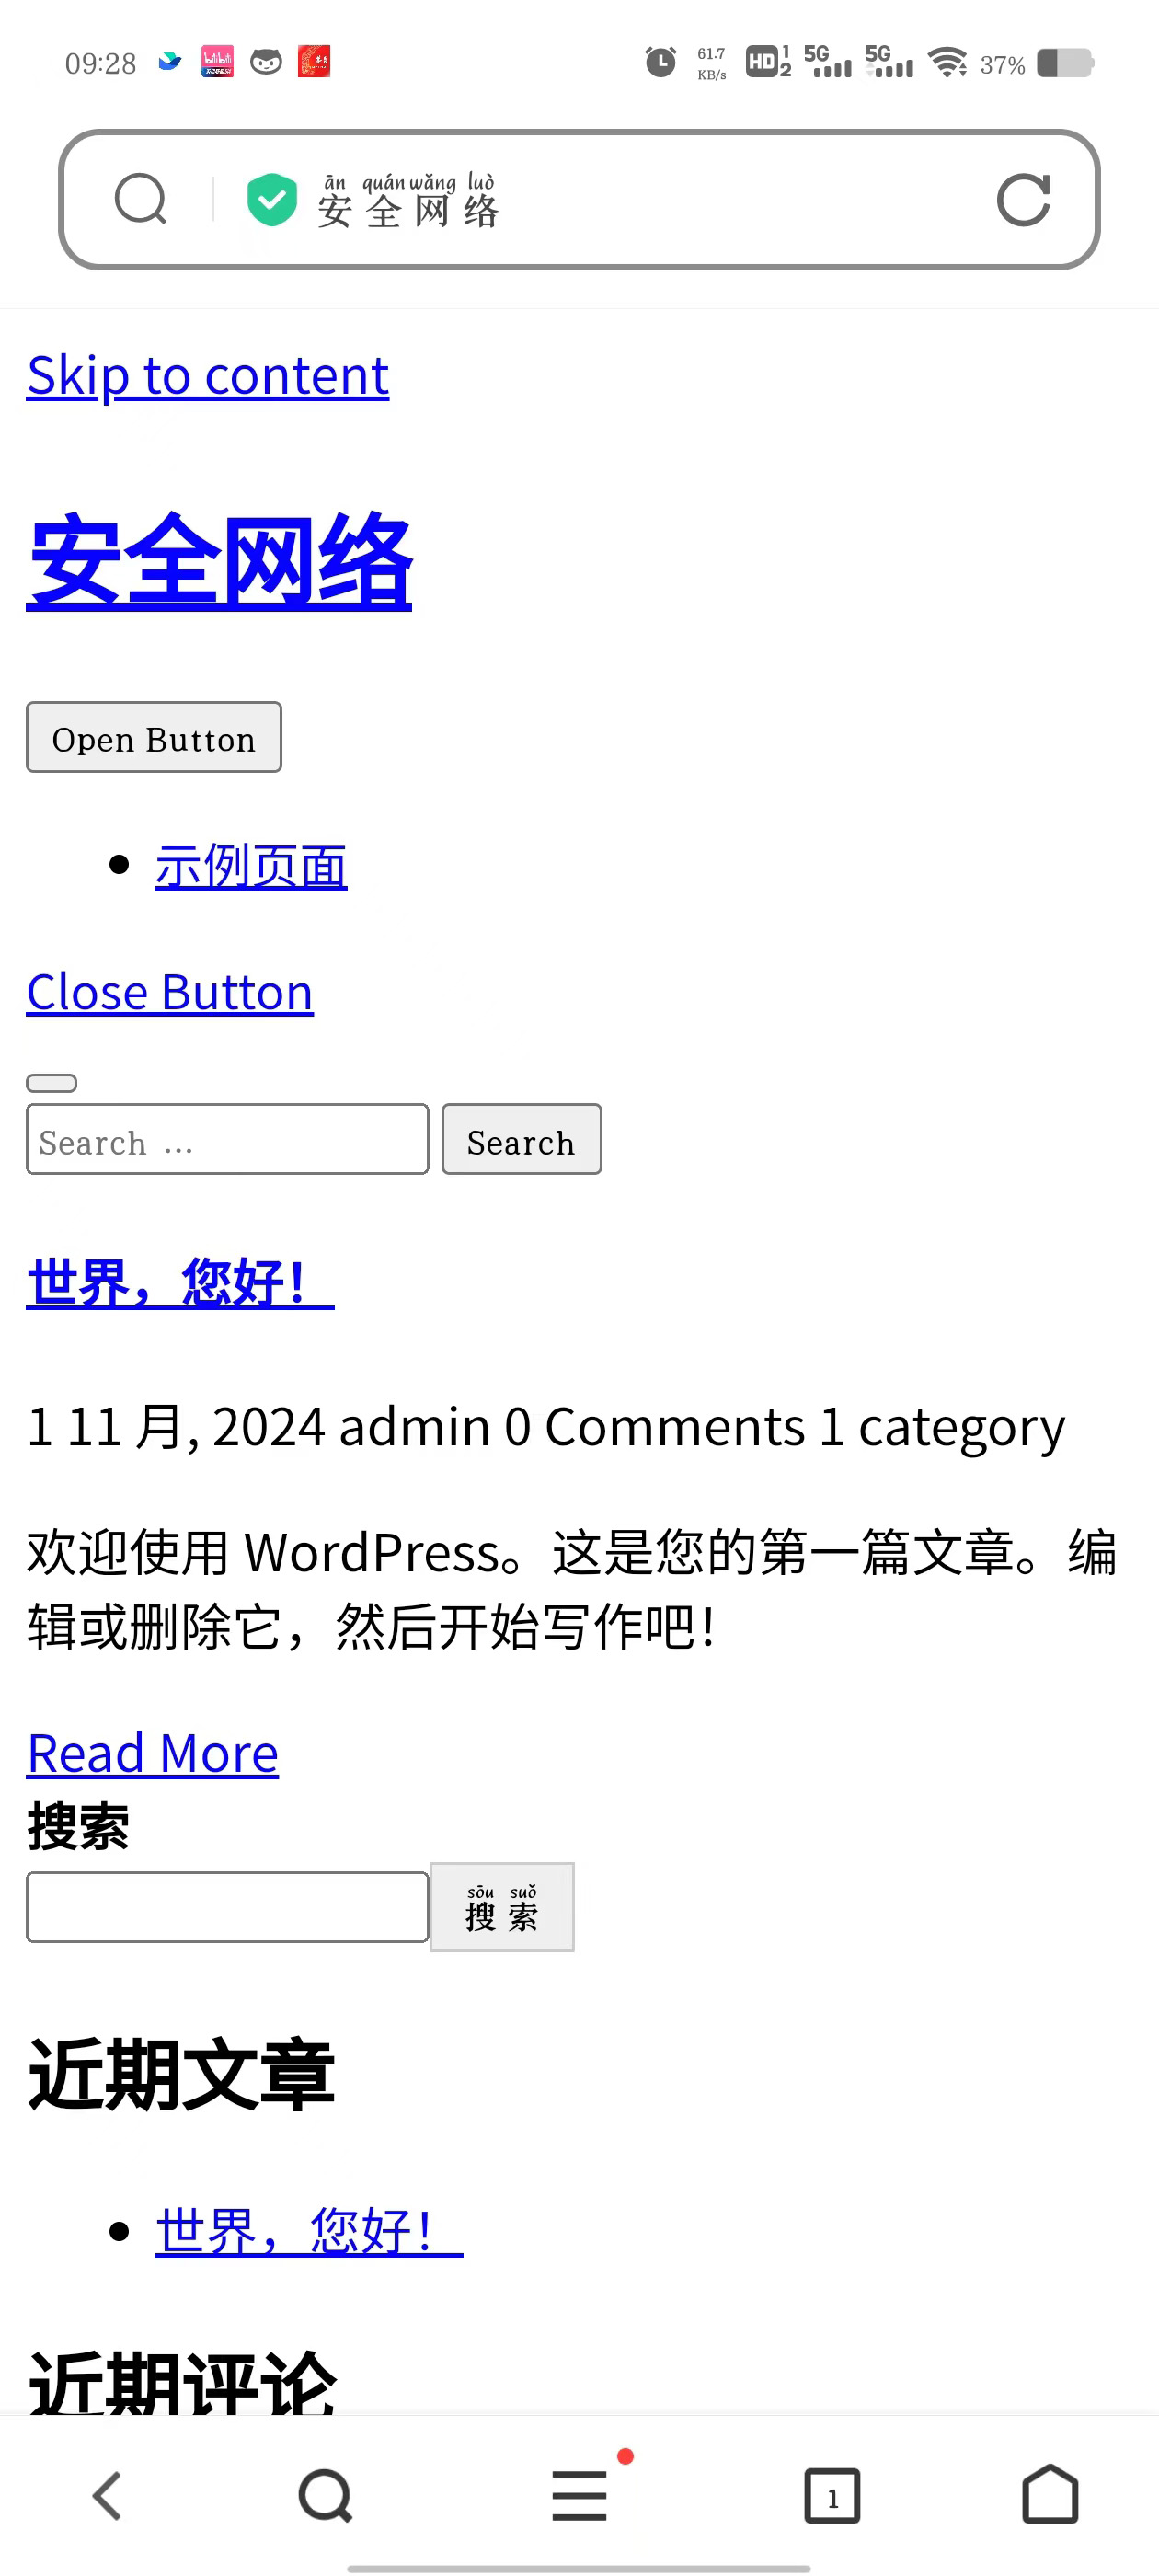 09:28
61.7
KB/s
HD 1 2
5G
5G
37%
ān quán wǎng luò
安全网络
Skip to content
安全网络
Open Button
示例页面
Close Button
Search …
Search
世界，您好！
1 11 月, 2024 admin 0 Comments 1 category
欢迎使用 WordPress。这是您的第一篇文章。编
辑或删除它，然后开始写作吧！
Read More
搜索
sōu suǒ
搜索
近期文章
世界，您好！
近期评论
1